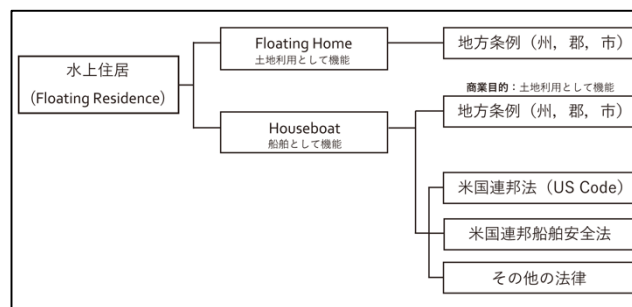 水上住居
（Floating Residence）
Floating Home
土地利用として機能
地方条例（州，郡，市）
Houseboat
船舶として機能
商業目的：土地利用として機能
地方条例（州，郡，市）
米国連邦法（US Code）
米国連邦船舶安全法
その他の法律